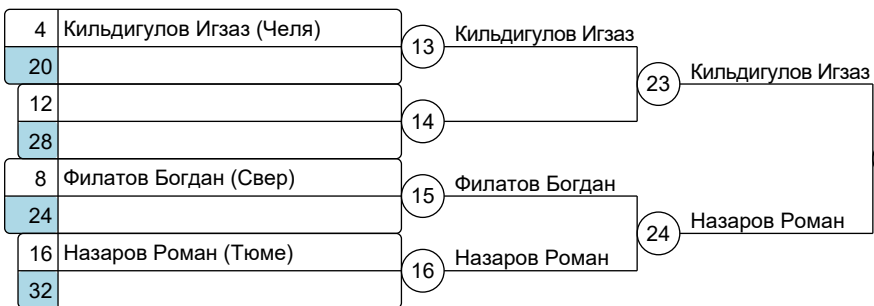 4 Кильдигулов Игзаз (Челя)
20
12
28
8 Филатов Богдан (Свер)
24
16 Назаров Роман (Тюме)
32
13 Кильдигулов Игзаз
14
15 Филатов Богдан
16 Назаров Роман
23 Кильдигулов Игзаз
24 Назаров Роман